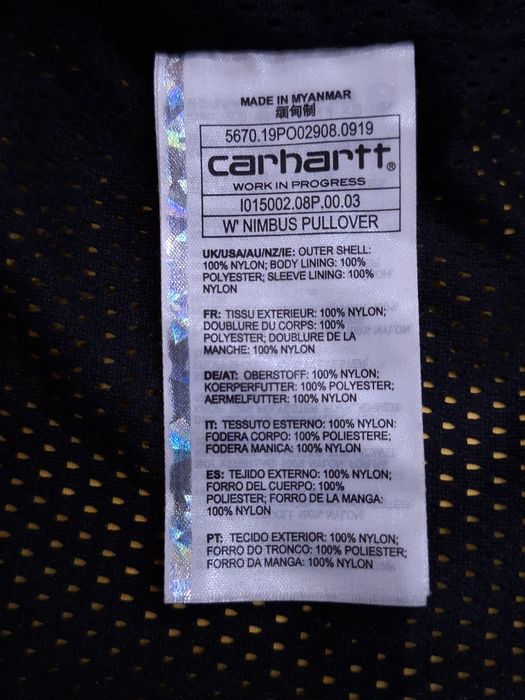 MADE IN MYANMAR
缅甸制
5670.19PO02908.0919
carhartt®
WORK IN PROGRESS
I015002.08P.00.03
W' NIMBUS PULLOVER
UK/USA/AU/NZ/IE: OUTER SHELL:
100% NYLON; BODY LINING: 100%
POLYESTER; SLEEVE LINING: 100%
NYLON
FR: TISSU EXTERIEUR: 100% NYLON;
DOUBLURE DU CORPS: 100%
POLYESTER; DOUBLURE DE LA
MANCHE: 100% NYLON
DE/AT: OBERSTOFF: 100% NYLON;
KOERPERFUTTER: 100% POLYESTER;
AERMELFUTTER: 100% NYLON
IT: TESSUTO ESTERNO: 100% NYLON;
FODERA CORPO: 100% POLIESTERE;
FODERA MANICA: 100% NYLON
ES: TEJIDO EXTERNO: 100% NYLON;
FORRO DEL CUERPO: 100%
POLIESTER; FORRO DE LA MANGA:
100% NYLON
PT: TECIDO EXTERIOR: 100% NYLON;
FORRO DO TRONCO: 100% POLIESTER;
FORRO DA MANGA: 100% NYLON